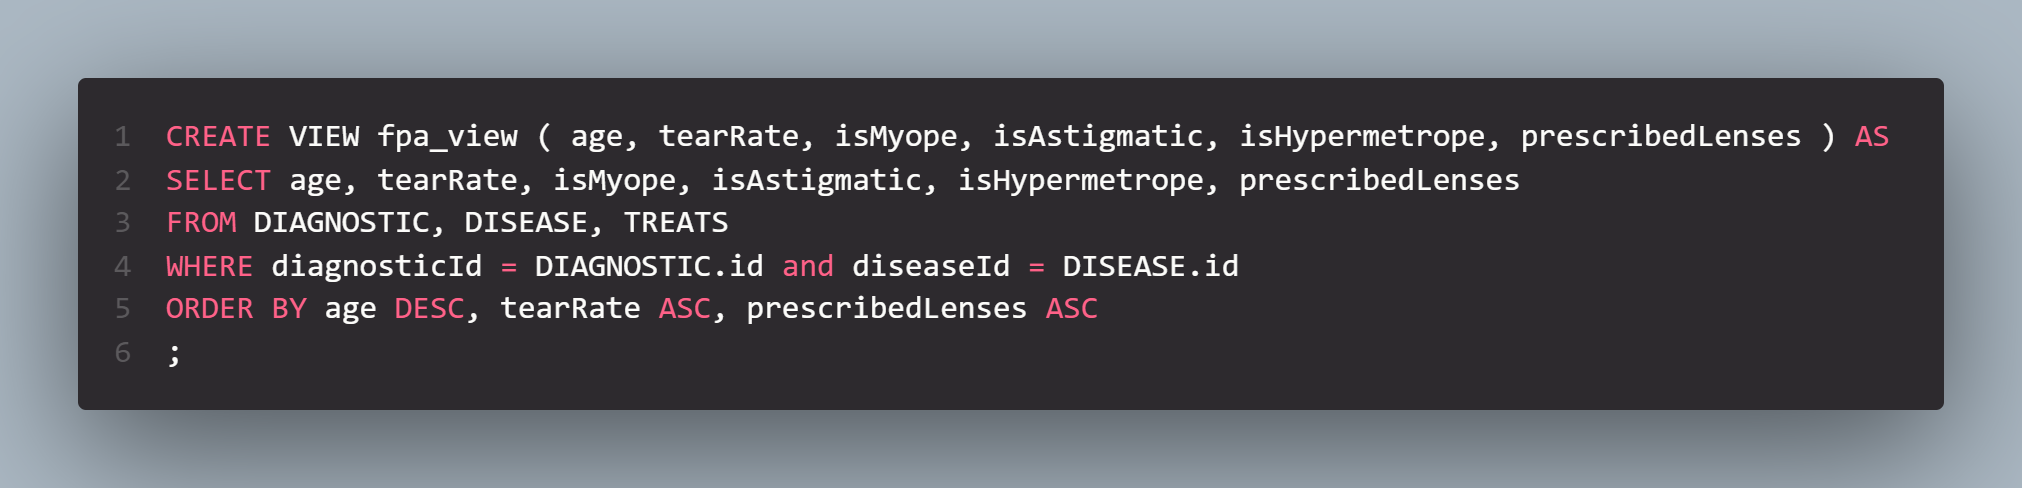 1 CREATE VIEW fpa_view ( age, tearRate, isMyope, isAstigmatic, isHypermetrope, prescribedLenses ) AS
2 SELECT age, tearRate, isMyope, isAstigmatic, isHypermetrope, prescribedLenses
3 FROM DIAGNOSTIC, DISEASE, TREATS
4 WHERE diagnosticId = DIAGNOSTIC.id and diseaseId = DISEASE.id
5 ORDER BY age DESC, tearRate ASC, prescribedLenses ASC
6 ;